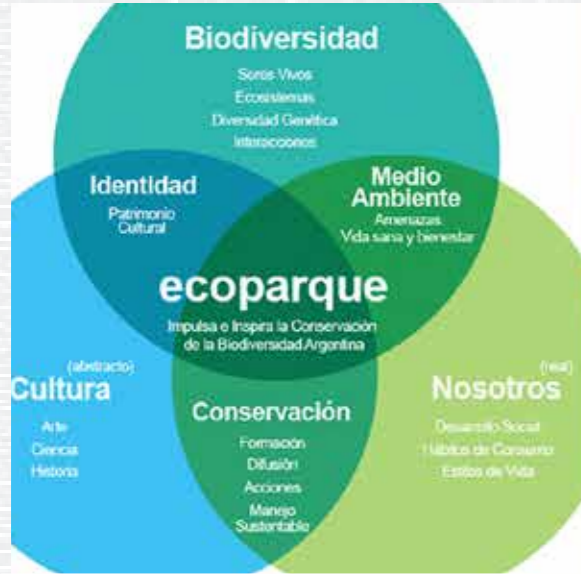 Biodiversidad
Seres Vivos
Ecosistemas
Diversidad Genética
Interacciones
Identidad
Patrimonio
Cultural
Medio
Ambiente
Amenazas
Vida sana y bienestar
ecoparque
Impulsa e Inspira la Conservación
de la Biodiversidad Argentina
(abstracto)
Cultura
Arte
Ciencia
Historia
Conservación
Formación
Difusión
Acciones
Manejo
Sustentable
(real)
Nosotros
Desarrollo Social
Hábitos de Consumo
Estilos de Vida